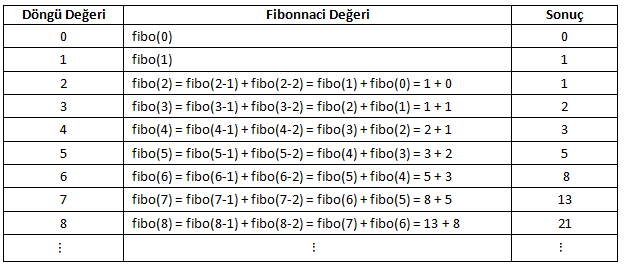 Döngü Değeri Fibonnaci Değeri Sonuç
0 fibo(0) 0
1 fibo(1) 1
2 fibo(2) = fibo(2-1) + fibo(2-2) = fibo(1) + fibo(0) = 1 + 0 1
3 fibo(3) = fibo(3-1) + fibo(3-2) = fibo(2) + fibo(1) = 1 + 1 2
4 fibo(4) = fibo(4-1) + fibo(4-2) = fibo(3) + fibo(2) = 2 + 1 3
5 fibo(5) = fibo(5-1) + fibo(5-2) = fibo(4) + fibo(3) = 3 + 2 5
6 fibo(6) = fibo(6-1) + fibo(6-2) = fibo(5) + fibo(4) = 5 + 3 8
7 fibo(7) = fibo(7-1) + fibo(7-2) = fibo(6) + fibo(5) = 8 + 5 13
8 fibo(8) = fibo(8-1) + fibo(8-2) = fibo(7) + fibo(6) = 13 + 8 21
⋮ ⋮ ⋮